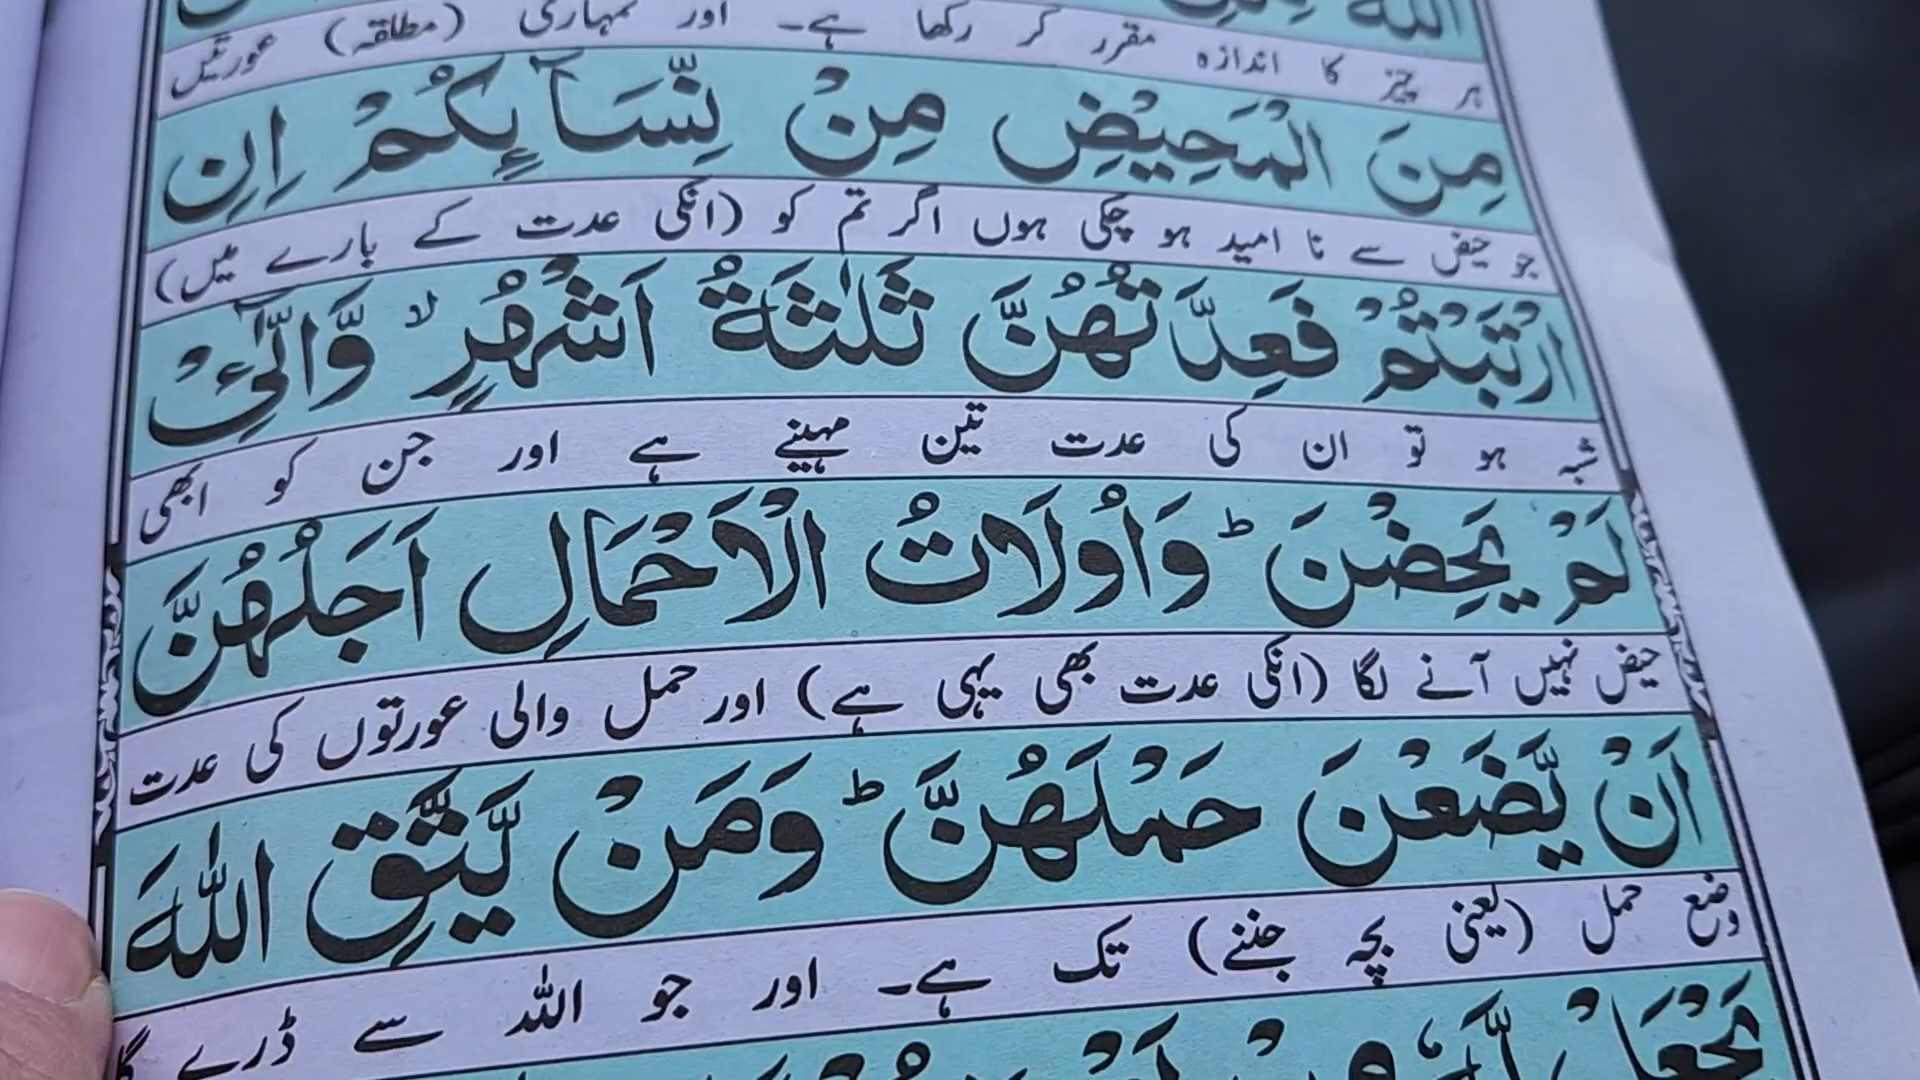 ہر چیز کا اندازہ مقرر کر رکھا ہے۔ اور تمہاری (مطلقہ) عورتیں
مِنَ الْمَحِيْضِ مِنْ نِّسَآئِكُمْ اِنِ
جو حیض سے نا امید ہو چکی ہوں اگر تم کو (انکی عدت کے بارے میں)
ارْتَبْتُمْ فَعِدَّتُهُنَّ ثَلٰثَةُ اَشْهُرٍ ۙ وَّالّٰٓـِٔيْ
شبہ ہو تو ان کی عدت تین مہینے ہے اور جن کو ابھی
لَمْ يَحِضْنَ ؕ وَاُولَاتُ الْاَحْمَالِ اَجَلُهُنَّ
حیض نہیں آنے لگا (انکی عدت بھی یہی ہے) اور حمل والی عورتوں کی عدت
اَنْ يَّضَعْنَ حَمْلَهُنَّ ؕ وَمَنْ يَّتَّقِ اللّٰهَ
وضع حمل (یعنی بچہ جننے) تک ہے۔ اور جو اللہ سے ڈرے گا
يَجْعَلْ